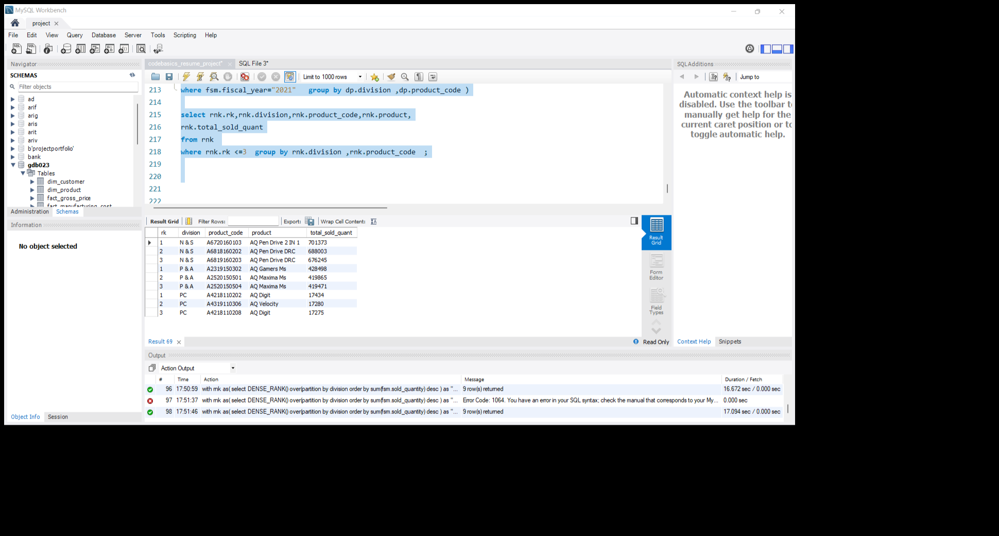 MySQL Workbench
project
File Edit View Query Database Server Tools Scripting Help
Navigator
SCHEMAS
Filter objects
ad
arif
arig
aris
arit
ariv
b'projectportfolio'
bank
gdb023
Tables
dim_customer
dim_product
fact_gross_price
fact_manufacturing_cost
Administration Schemas
Information
No object selected
Object Info Session
codebasics_resume_project* SQL File 3*
Limit to 1000 rows
213 where fsm.fiscal_year="2021" group by dp.division ,dp.product_code )
214
215 select rnk.rk,rnk.division,rnk.product_code,rnk.product,
216 rnk.total_sold_quant
217 from rnk
218 where rnk.rk <=3 group by rnk.division ,rnk.product_code ;
219
220
221
222
Result Grid Filter Rows: Export: Wrap Cell Content:
rk division product_code product total_sold_quant
1 N & S A6720160103 AQ Pen Drive 2 IN 1 701373
2 N & S A6818160202 AQ Pen Drive DRC 688003
3 N & S A6819160203 AQ Pen Drive DRC 676245
1 P & A A2319150302 AQ Gamers Ms 428498
2 P & A A2520150501 AQ Maxima Ms 419865
3 P & A A2520150504 AQ Maxima Ms 419471
1 PC A4218110202 AQ Digit 17434
2 PC A4319110306 AQ Velocity 17280
3 PC A4218110208 AQ Digit 17275
Result
Grid
Form
Editor
Field
Types
Result 69
Read Only
SQLAdditions
Jump to
Automatic context help is
disabled. Use the toolbar t
manually get help for the
current caret position or to
toggle automatic help.
Context Help Snippets
Output
Action Output
# Time Action Message Duration / Fetch
96 17:50:59 with rnk as( select DENSE_RANK() over(partition by division order by sum(fsm.sold_quantity) desc ) as "... 9 row(s) returned 16.672 sec / 0.000 sec
97 17:51:37 with rnk as( select DENSE_RANK() over(partition by division order by sum(fsm.sold_quantity) desc ) as "... Error Code: 1064. You have an error in your SQL syntax; check the manual that corresponds to your My... 0.000 sec
98 17:51:46 with rnk as( select DENSE_RANK() over(partition by division order by sum(fsm.sold_quantity) desc ) as "... 9 row(s) returned 17.094 sec / 0.000 sec